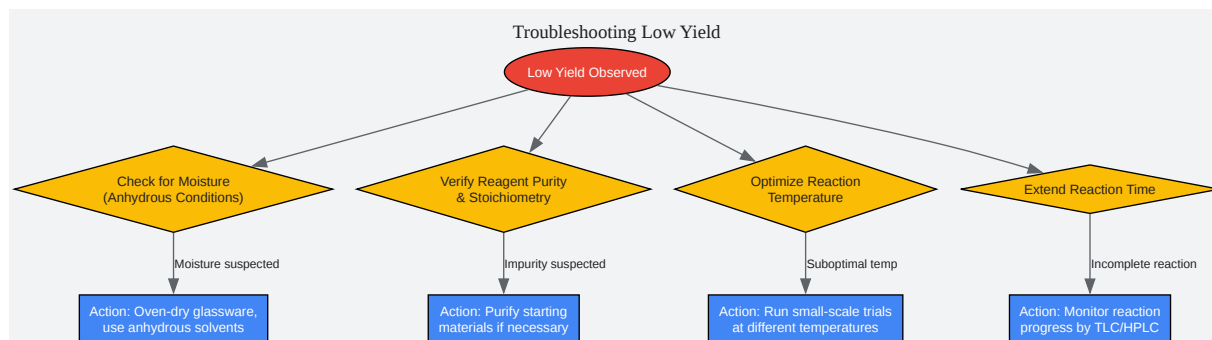 Troubleshooting Low Yield
Low Yield Observed
Check for Moisture
(Anhydrous Conditions)
Verify Reagent Purity
& Stoichiometry
Optimize Reaction
Temperature
Extend Reaction Time
Moisture suspected
Impurity suspected
Suboptimal temp
Incomplete reaction
Action: Oven-dry glassware,
use anhydrous solvents
Action: Purify starting
materials if necessary
Action: Run small-scale trials
at different temperatures
Action: Monitor reaction
progress by TLC/HPLC